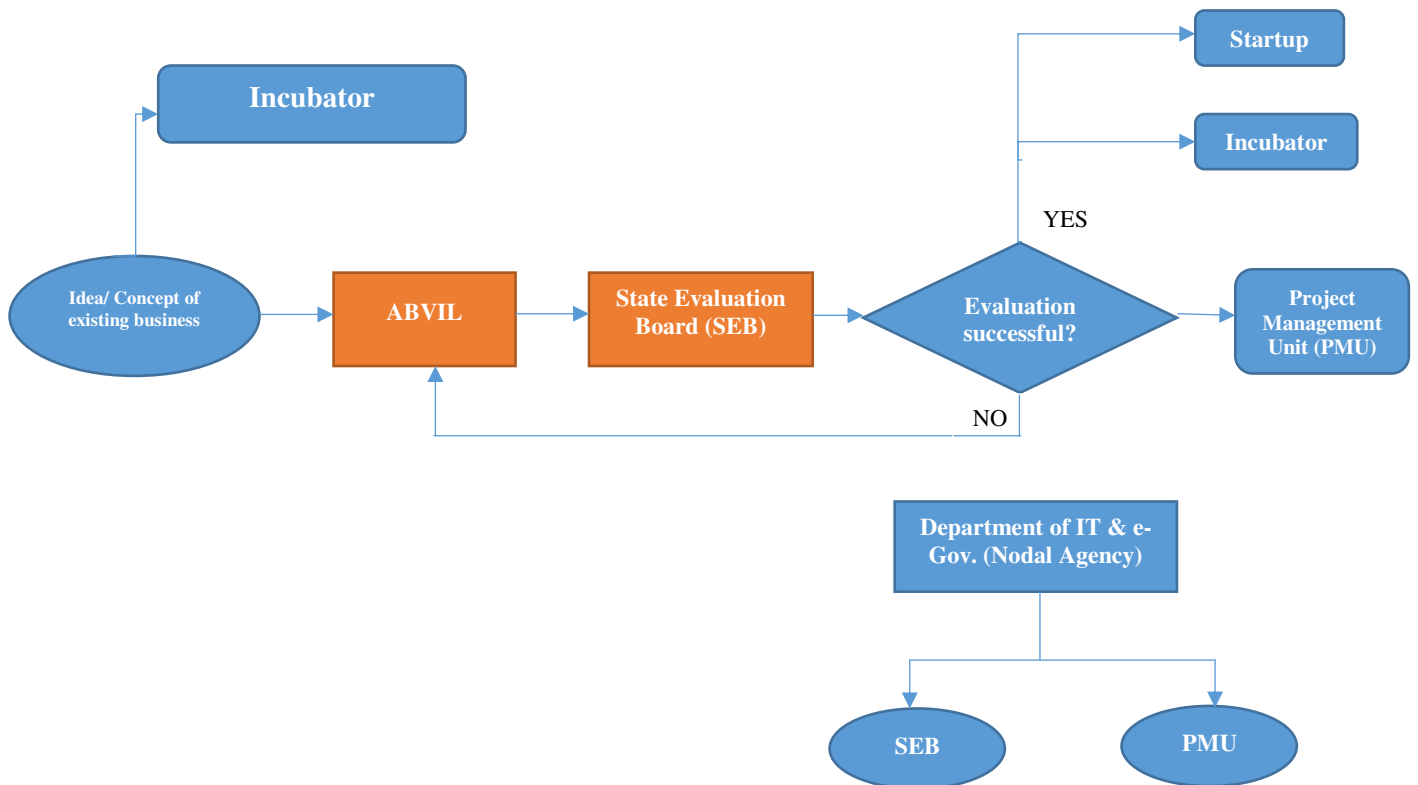 Startup
Incubator
Incubator
YES
Idea/ Concept of
existing business
ABVIL
State Evaluation
Board (SEB)
Evaluation
successful?
Project
Management
Unit (PMU)
NO
Department of IT & e-
Gov. (Nodal Agency)
SEB
PMU